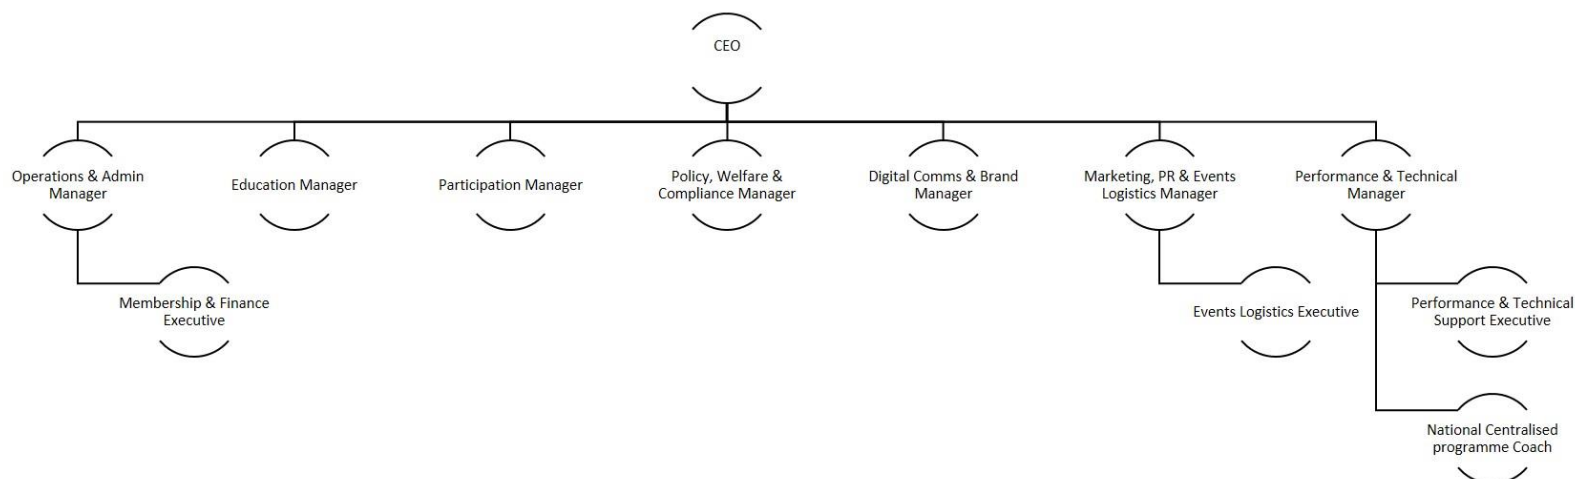 CEO
Operations & Admin
Manager
Education Manager
Participation Manager
Policy, Welfare &
Compliance Manager
Digital Comms & Brand
Manager
Marketing, PR & Events
Logistics Manager
Performance & Technical
Manager
Membership & Finance
Executive
Events Logistics Executive
Performance & Technical
Support Executive
National Centralised
programme Coach